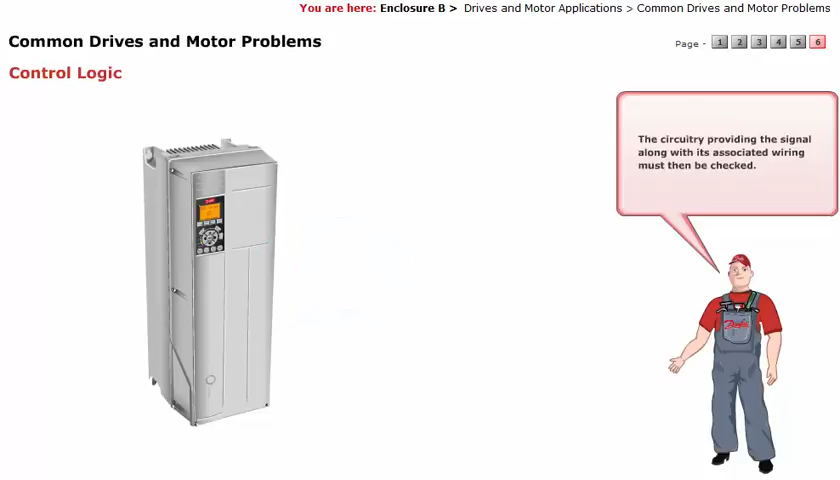 You are here: Enclosure B > Drives and Motor Applications > Common Drives and Motor Problems
Common Drives and Motor Problems
Page - 1 2 3 4 5 6
Control Logic
The circuitry providing the signal
along with its associated wiring
must then be checked.
Danfoss